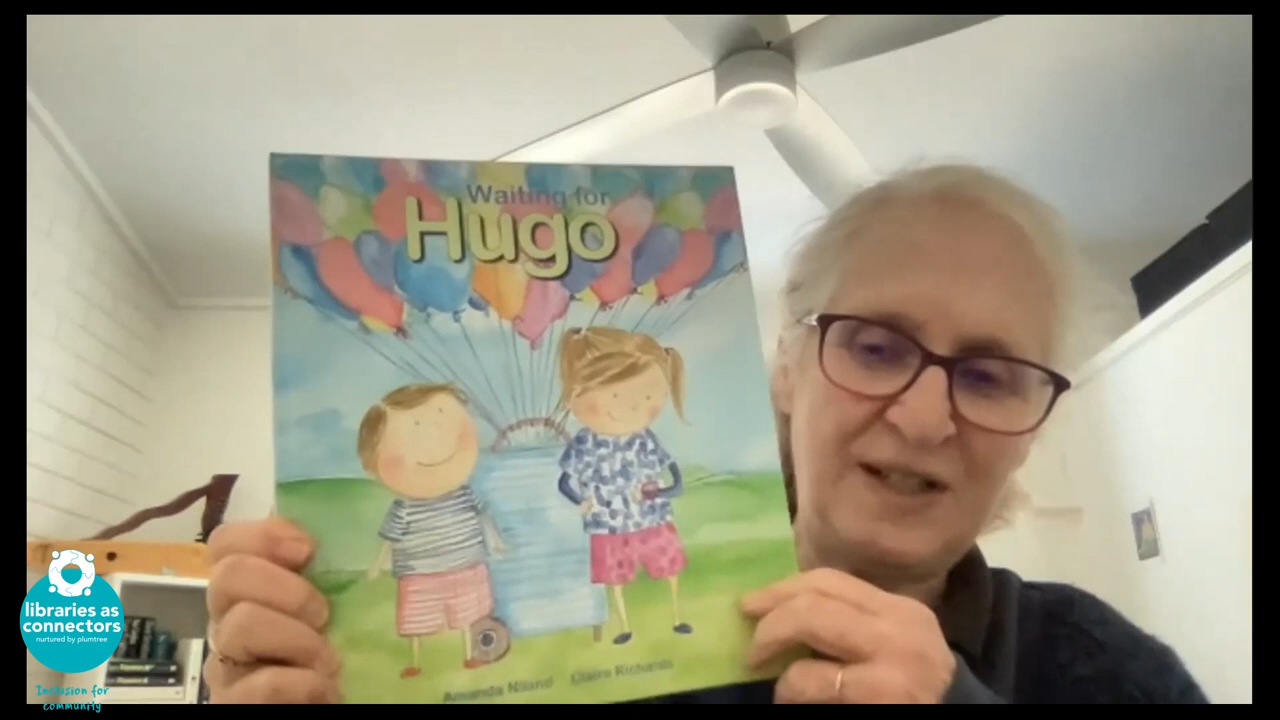 Waiting for
Hugo
Amanda Niland Claire Richards
libraries as
connectors
nurtured by plumtree
Inclusion for
community